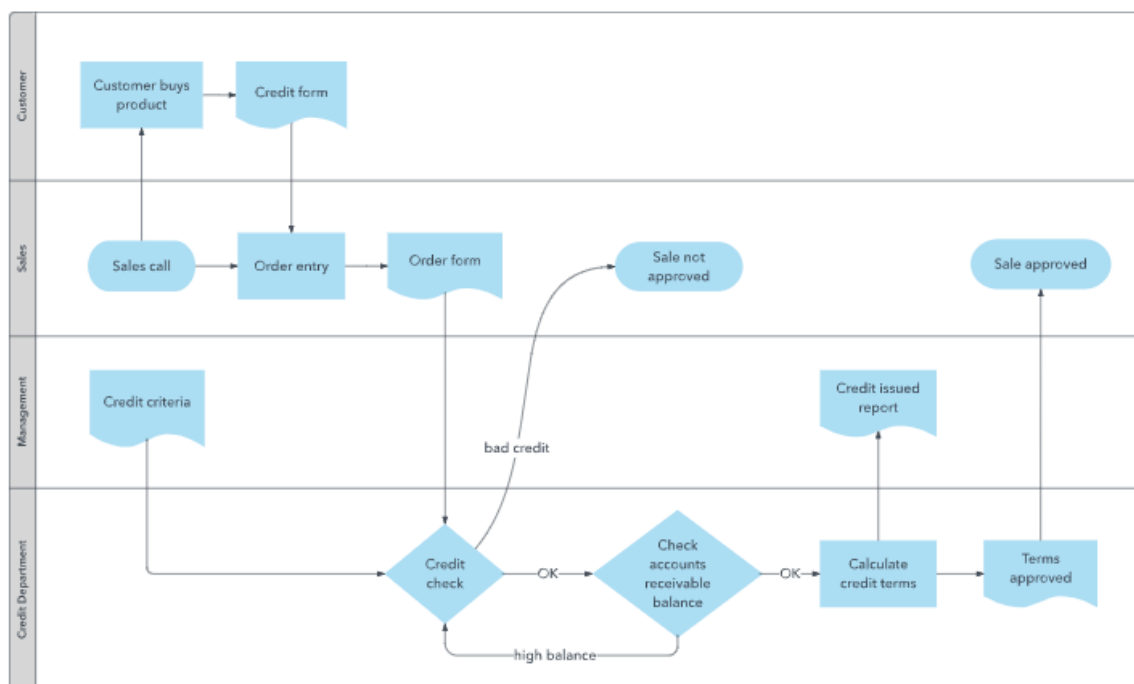 Customer
Customer buys
product
Credit form
Sales
Sales call
Order entry
Order form
Sale not
approved
Sale approved
Management
Credit criteria
Credit issued
report
bad credit
Credit Department
Credit
check
OK
Check
accounts
receivable
balance
OK
Calculate
credit terms
Terms
approved
high balance